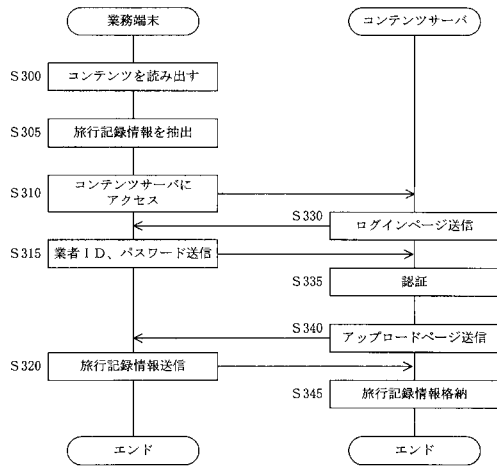 業務端末
コンテンツサーバ
S300
コンテンツを読み出す
S305
旅行記録情報を抽出
S310
コンテンツサーバに
アクセス
S330
ログインページ送信
S315
業者ID、パスワード送信
S335
認証
S340
アップロードページ送信
S320
旅行記録情報送信
S345
旅行記録情報格納
エンド
エンド